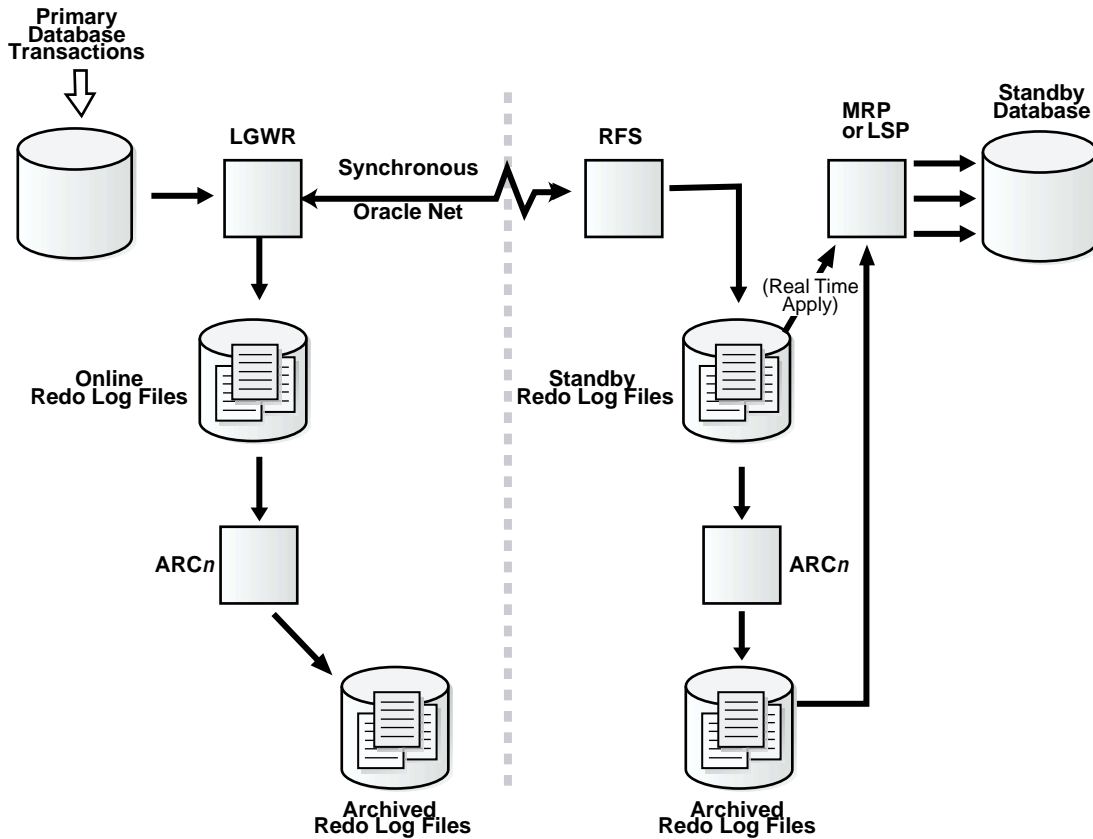 Primary
Database
Transactions
LGWR
Synchronous
Oracle Net
RFS
MRP
or LSP
Standby
Database
(Real Time
Apply)
Online
Redo Log Files
Standby
Redo Log Files
ARCn
ARCn
Archived
Redo Log Files
Archived
Redo Log Files